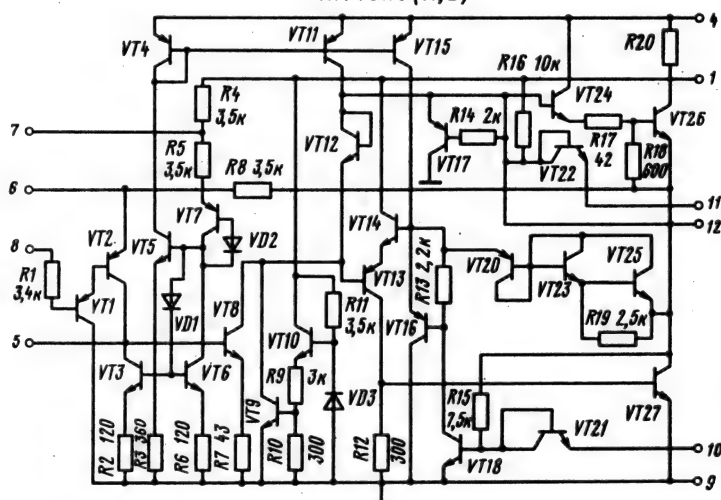 VT4
VT11
VT15
4
R20
R16 10к
1
R4
3,5к
VT24
R14 2к
VT26
7
VT12
R17
42
R5
3,5к
R8 3,5к
VT17
VT22
R18
600
6
11
VT7
12
8
VT2
VT5
VD2
VT14
R1
3,4к
VT1
VT13
R13 2,2к
VT20
VT23
VT25
VD1
VT8
R11
3,5к
VT16
R19 2,5к
5
VT10
VT3
VT6
R9
3к
VD3
R15
7,5к
VT27
VT9
R2 120
R3 360
R6 120
R7 43
R10
300
R12
300
VT18
VT21
10
9